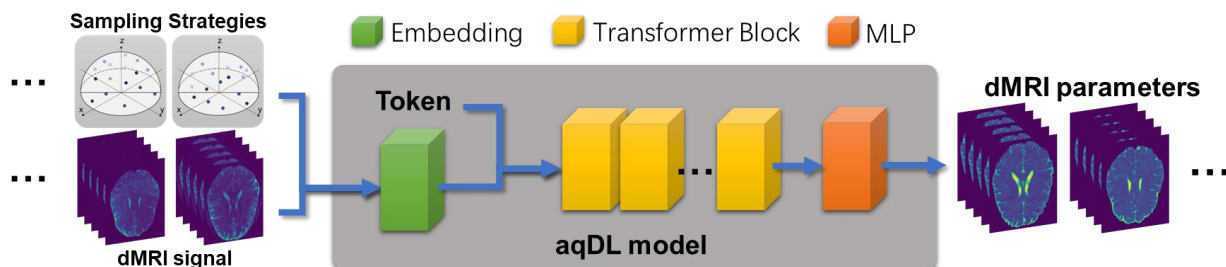 Sampling Strategies
Embedding
Transformer Block
MLP
z
x
y
z
x
y
...
Token
dMRI parameters
...
...
...
aqDL model
dMRI signal